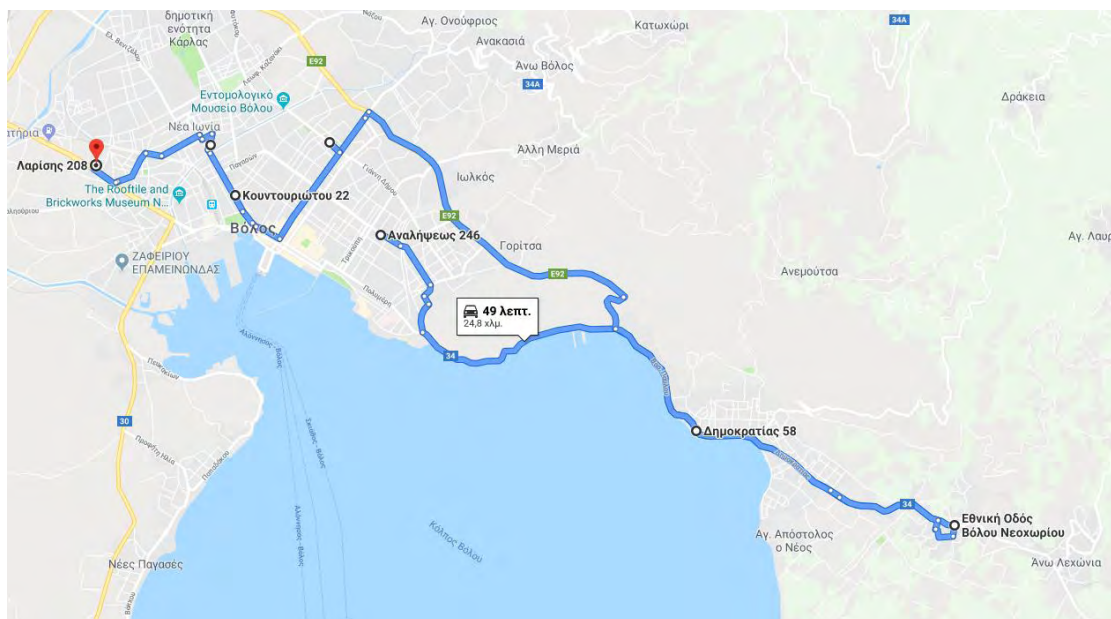 δημοτική
ενότητα
Κάρλας
Αγ. Ονούφριος
Ανακασιά
Κατωχώρι
34A
E92
Άνω Βόλος
34A
Δράκεια
Εντομολογικό
Μουσείο Βόλου
Νέα Ιωνία
Λαρίσης 208
Άλλη Μεριά
Ιωλκός
The Rooftile and
Brickworks Museum N...
Κουντουριώτου 22
E92
Βόλος
Αναλήψεως 246
Γορίτσα
Αγ. Λαυρ
ΖΑΦΕΙΡΙΟΥ
ΕΠΑΜΕΙΝΩΝΔΑΣ
E92
Ανεμούτσα
49 λεπτ.
24,8 χλμ.
34
30
Δημοκρατίας 58
34
Εθνική Οδός
Βόλου Νεοχωρίου
Αγ. Απόστολος
ο Νέος
Άνω Λεχώνια
Κόλπος Βόλου
Νέες Παγασές